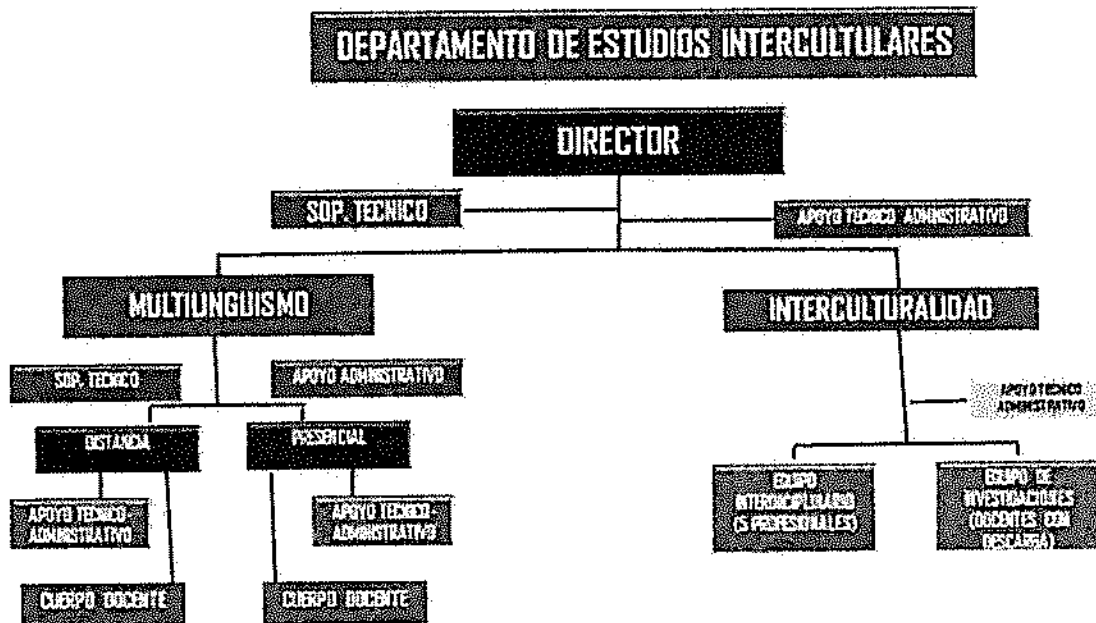 DEPARTAMENTO DE ESTUDIOS INTERCULTULARES
DIRECTOR
SOP. TECNICO
APOYO TECNICO ADMINISTRATIVO
MULTILINGUISMO
INTERCULTURALIDAD
SOP. TECNICO
APOYO ADMINISTRATIVO
APOYO TECNICO
ADMINISTRATIVO
DISTANCIA
PRESENCIAL
EQUIPO
INTERDICIPLINARIO
(5 PROFESIONALES)
EQUIPO DE
INVESTIGACIONES
(DOCENTES CON
DESCARGA)
APOYO TECNICO-
ADMINISTRATIVO
APOYO TECNICO-
ADMINISTRATIVO
CUERPO DOCENTE
CUERPO DOCENTE